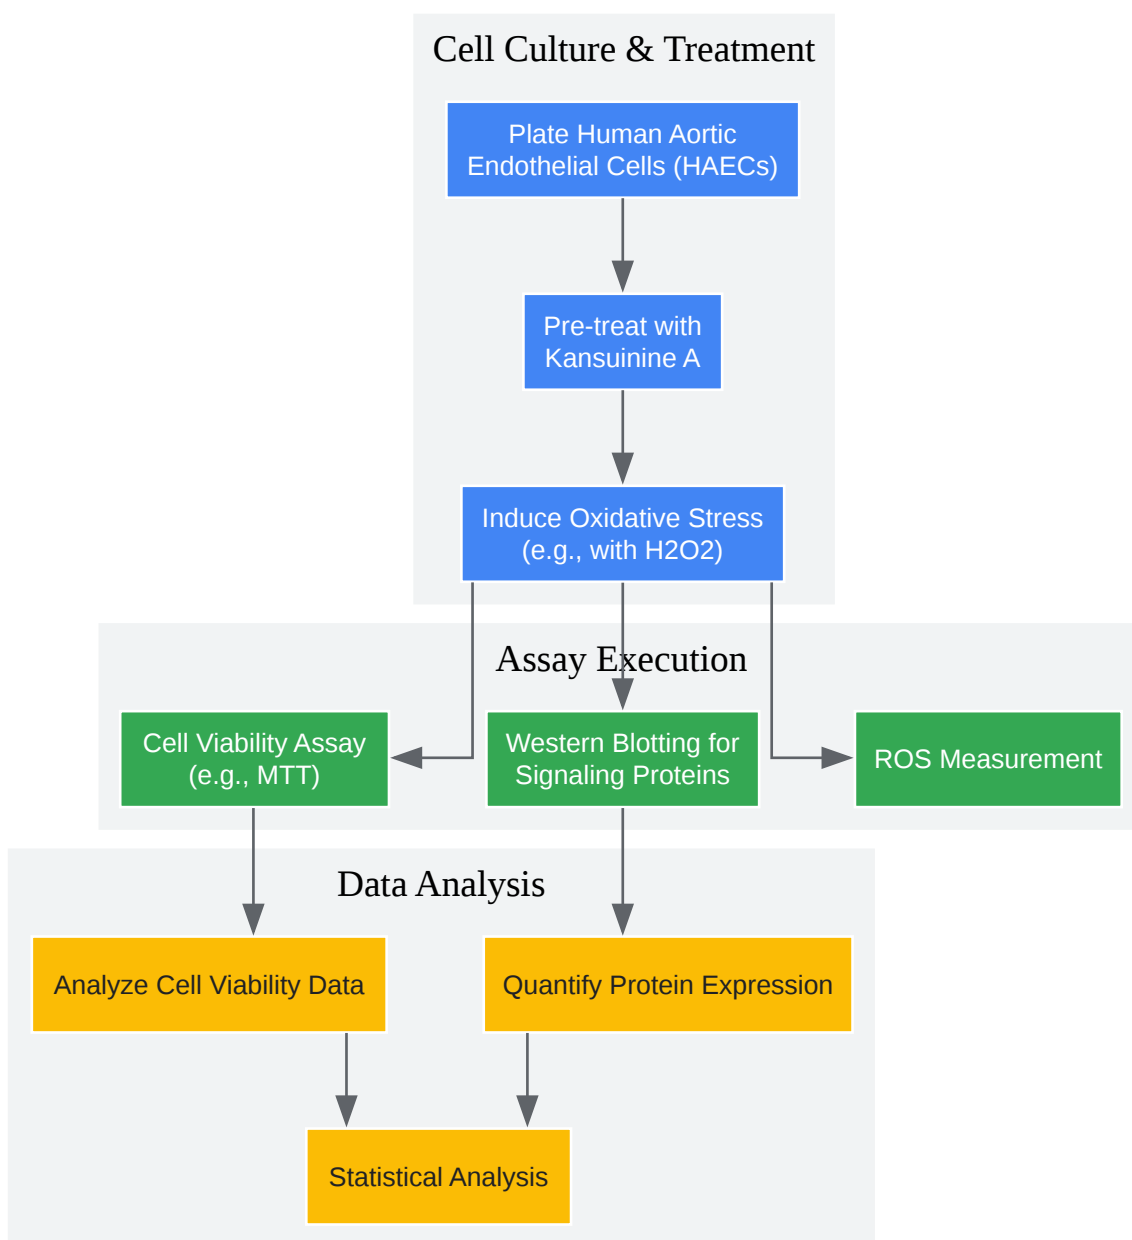 Cell Culture & Treatment
Plate Human Aortic
Endothelial Cells (HAECs)
Pre-treat with
Kansuinine A
Induce Oxidative Stress
(e.g., with H2O2)
Assay Execution
Cell Viability Assay
(e.g., MTT)
Western Blotting for
Signaling Proteins
ROS Measurement
Data Analysis
Analyze Cell Viability Data
Quantify Protein Expression
Statistical Analysis